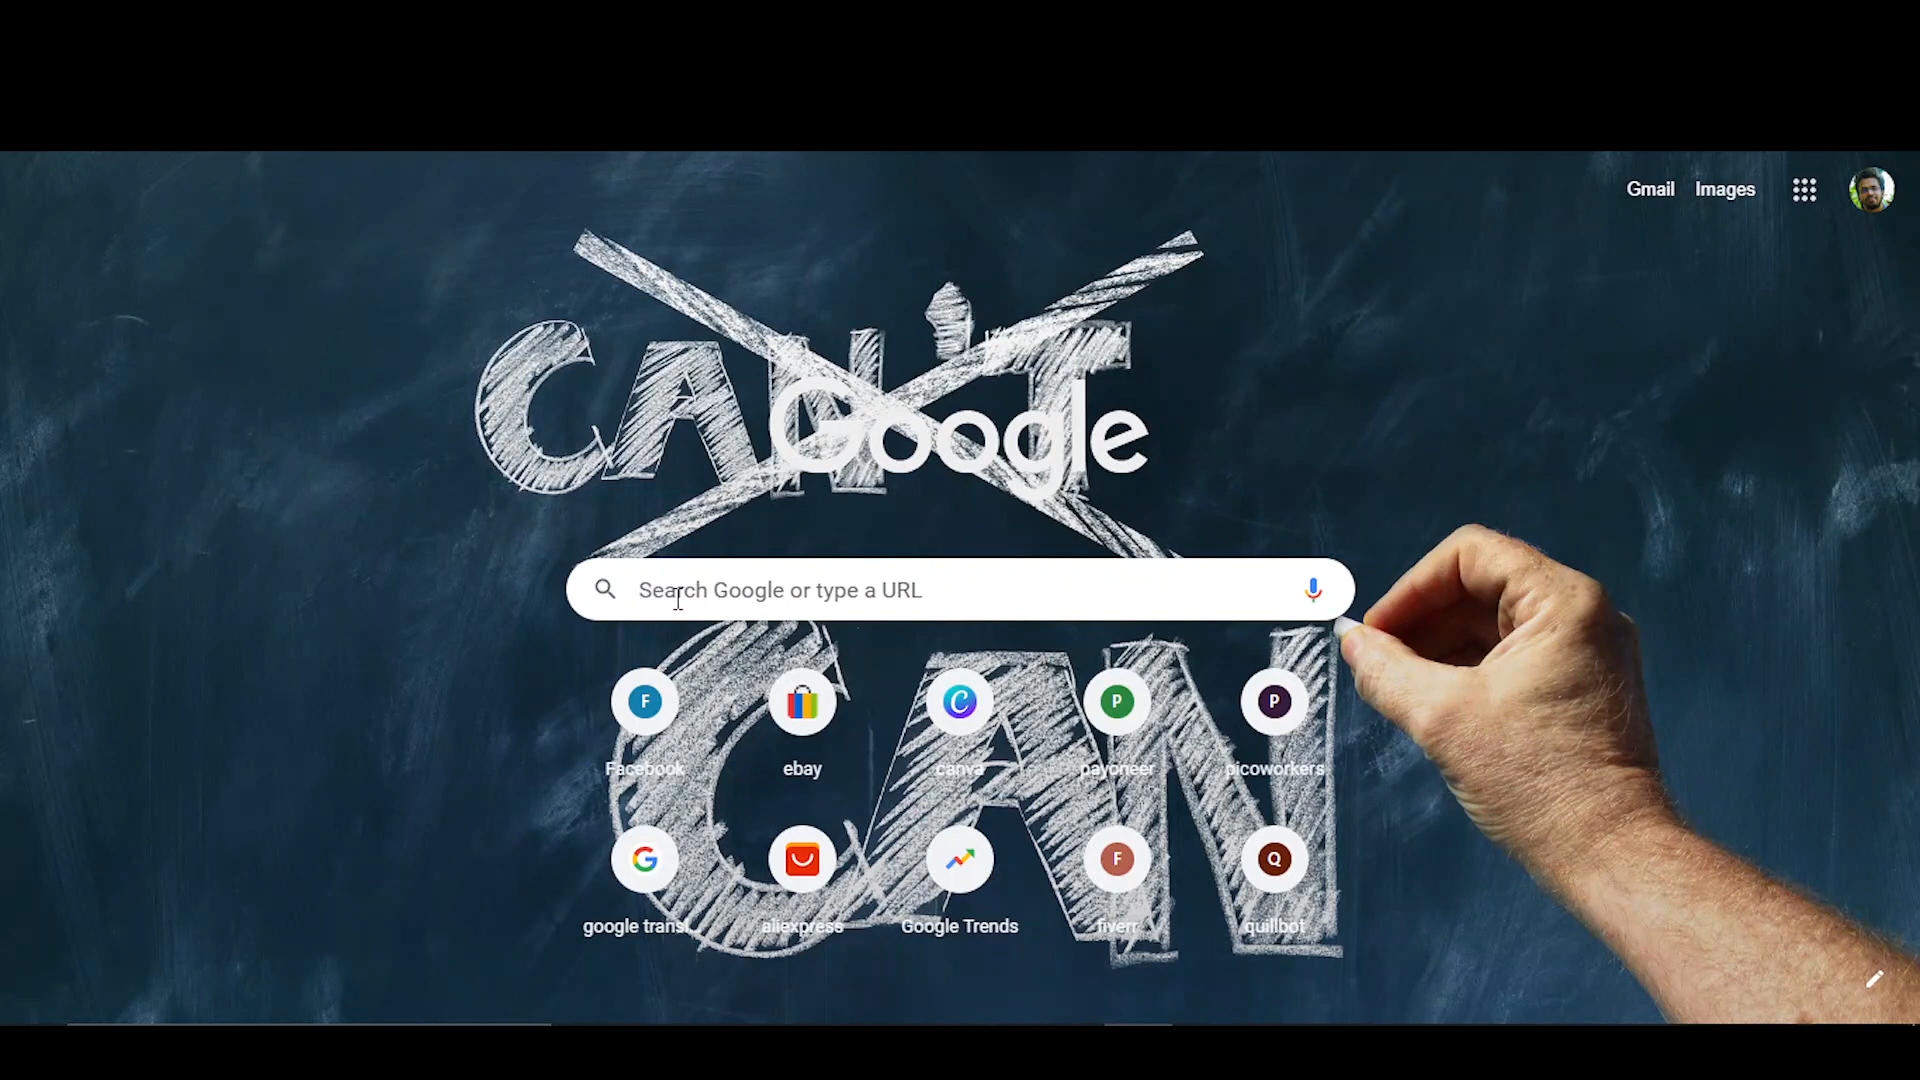 Gmail Images
CAN'T
Google
Search Google or type a URL
CAN
F
P
P
Facebook
ebay
canva
payoneer
picoworkers
G
F
Q
google transl...
aliexpress
Google Trends
fiverr
quillbot